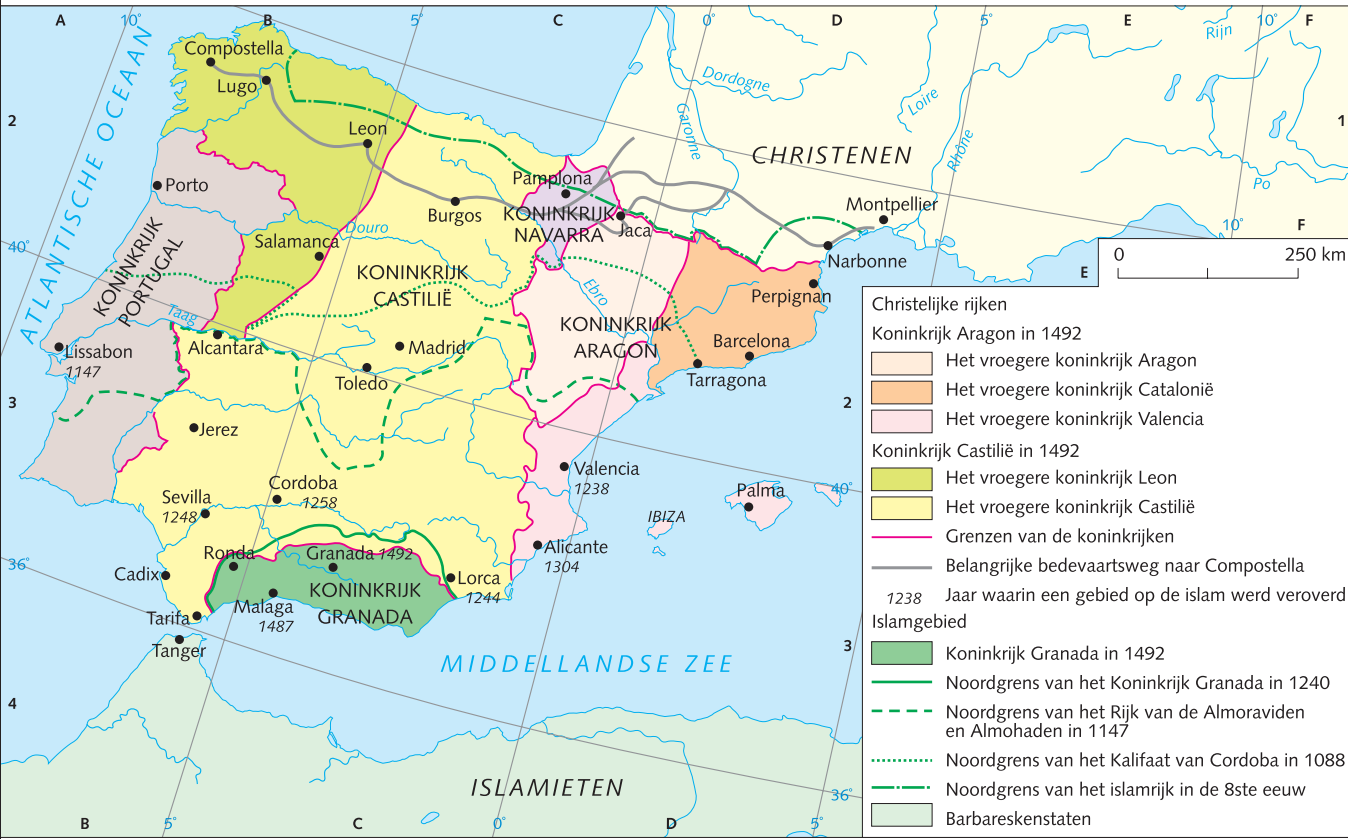 A
10°
B
5°
C
0°
D
5°
E
10°
F
Rijn
Compostella
Lugo
Dordogne
Loire
Garonne
Rhône
2
1
Leon
CHRISTENEN
ATLANTISCHE OCEAAN
Porto
Pamplona
Po
Burgos
KONINKRIJK
NAVARRA
Jaca
Montpellier
10°
F
40°
KONINKRIJK
PORTUGAL
Salamanca
Douro
Narbonne
E
0
250 km
KONINKRIJK
CASTILIË
Ebro
Perpignan
Taag
KONINKRIJK
ARAGON
Barcelona
Lissabon
1147
Alcantara
Madrid
Toledo
Tarragona
3
2
Jerez
Valencia
1238
Cordoba
1258
Sevilla
1248
Palma
40°
IBIZA
Ronda
Granada 1492
Alicante
1304
36°
Cadix
Lorca
1244
KONINKRIJK
GRANADA
Malaga
1487
Tarifa
Tanger
MIDDELLANDSE ZEE
3
4
ISLAMIETEN
36°
B
5°
C
0°
D
5°
Christelijke rijken
Koninkrijk Aragon in 1492
Het vroegere koninkrijk Aragon
Het vroegere koninkrijk Catalonië
Het vroegere koninkrijk Valencia
Koninkrijk Castilië in 1492
Het vroegere koninkrijk Leon
Het vroegere koninkrijk Castilië
Grenzen van de koninkrijken
Belangrijke bedevaartsweg naar Compostella
1238 Jaar waarin een gebied op de islam werd veroverd
Islamgebied
Koninkrijk Granada in 1492
Noordgrens van het Koninkrijk Granada in 1240
Noordgrens van het Rijk van de Almoraviden
en Almohaden in 1147
Noordgrens van het Kalifaat van Cordoba in 1088
Noordgrens van het islamrijk in de 8ste eeuw
Barbareskenstaten